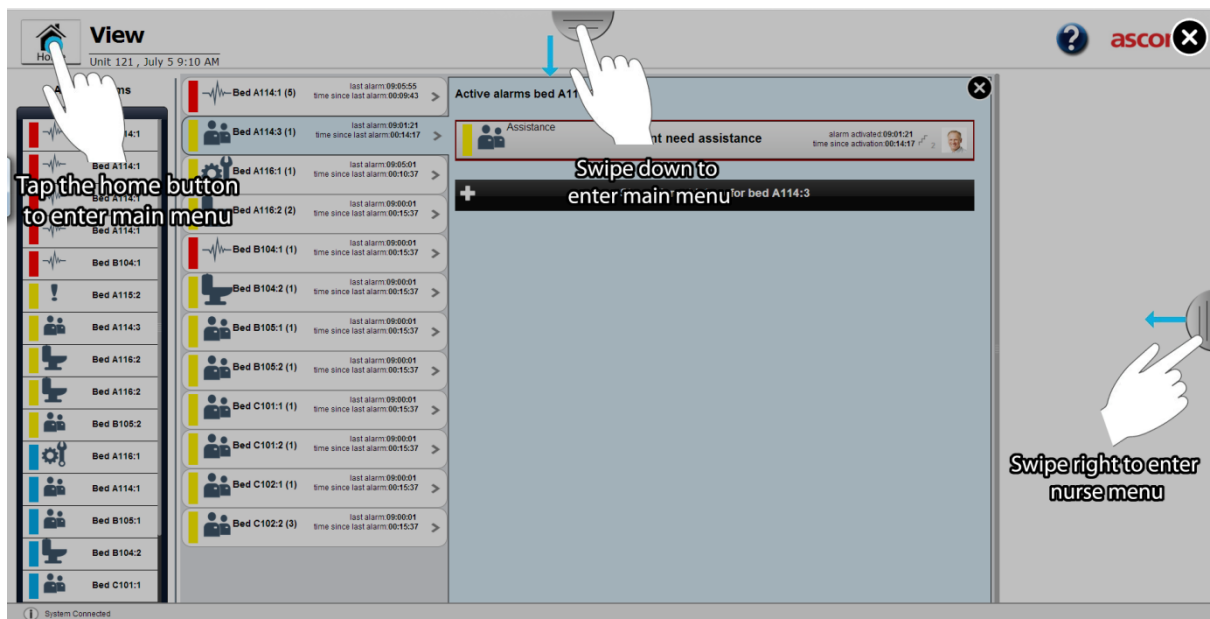 View
Home
Unit 121 , July 5 9:10 AM
ascom
Tap the home button
to enter main menu
Swipe down to
enter main menu
Swipe right to enter
nurse menu
Bed A114:1
Bed A114:1
Bed A114:1
Bed B104:1
Bed A115:2
Bed A114:3
Bed A116:2
Bed A116:2
Bed B105:2
Bed A116:1
Bed A114:1
Bed B105:1
Bed B104:2
Bed C101:1
Bed A114:1 (5)
last alarm:09:05:55
time since last alarm:00:09:43
Bed A114:3 (1)
last alarm:09:01:21
time since last alarm:00:14:17
Bed A116:1 (1)
last alarm:09:05:01
time since last alarm:00:10:37
Bed A116:2 (2)
last alarm:09:00:01
time since last alarm:00:15:37
Bed B104:1 (1)
last alarm:09:00:01
time since last alarm:00:15:37
Bed B104:2 (1)
last alarm:09:00:01
time since last alarm:00:15:37
Bed B105:1 (1)
last alarm:09:00:01
time since last alarm:00:15:37
Bed B105:2 (1)
last alarm:09:00:01
time since last alarm:00:15:37
Bed C101:1 (1)
last alarm:09:00:01
time since last alarm:00:15:37
Bed C101:2 (1)
last alarm:09:00:01
time since last alarm:00:15:37
Bed C102:1 (1)
last alarm:09:00:01
time since last alarm:00:15:37
Bed C102:2 (3)
last alarm:09:00:01
time since last alarm:00:15:37
Active alarms bed
Assistance
need assistance
alarm activated:09:01:21
time since activation:00:14:17
2
for bed A114:3
System Connected